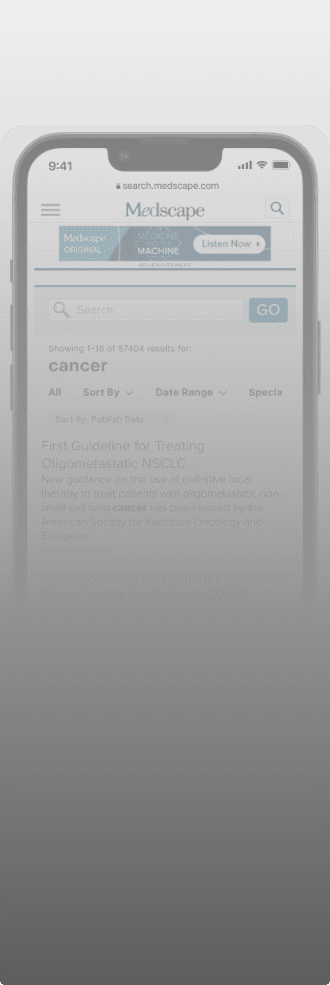 9:41
search.medscape.com
Medscape
Medscape
ORIGINAL
MEDICINE
MACHINE
Listen Now
ADVERTISEMENT
Search
GO
Showing 1-16 of 57404 results for:
cancer
All Sort By Date Range Specia
Sort By: Publish Date
First Guideline for Treating
Oligometastatic NSCLC
New guidance on the use of definitive local
therapy to treat patients with oligometastatic non-
small cell lung cancer has been issued by the
American Society for Radiation Oncology and
European